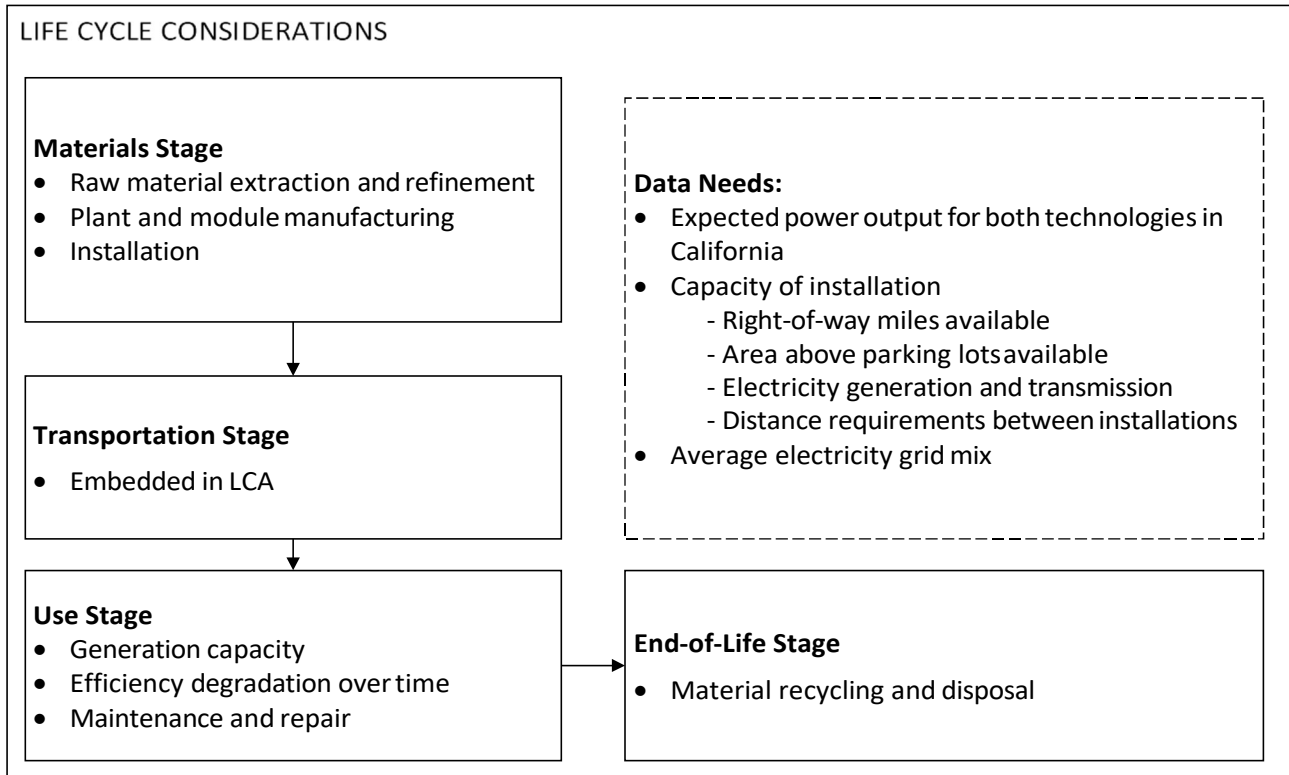 LIFE CYCLE CONSIDERATIONS
Materials Stage
• Raw material extraction and refinement
• Plant and module manufacturing
• Installation
Transportation Stage
• Embedded in LCA
Use Stage
• Generation capacity
• Efficiency degradation over time
• Maintenance and repair
Data Needs:
• Expected power output for both technologies in
California
• Capacity of installation
- Right-of-way miles available
- Area above parking lots available
- Electricity generation and transmission
- Distance requirements between installations
• Average electricity grid mix
End-of-Life Stage
• Material recycling and disposal